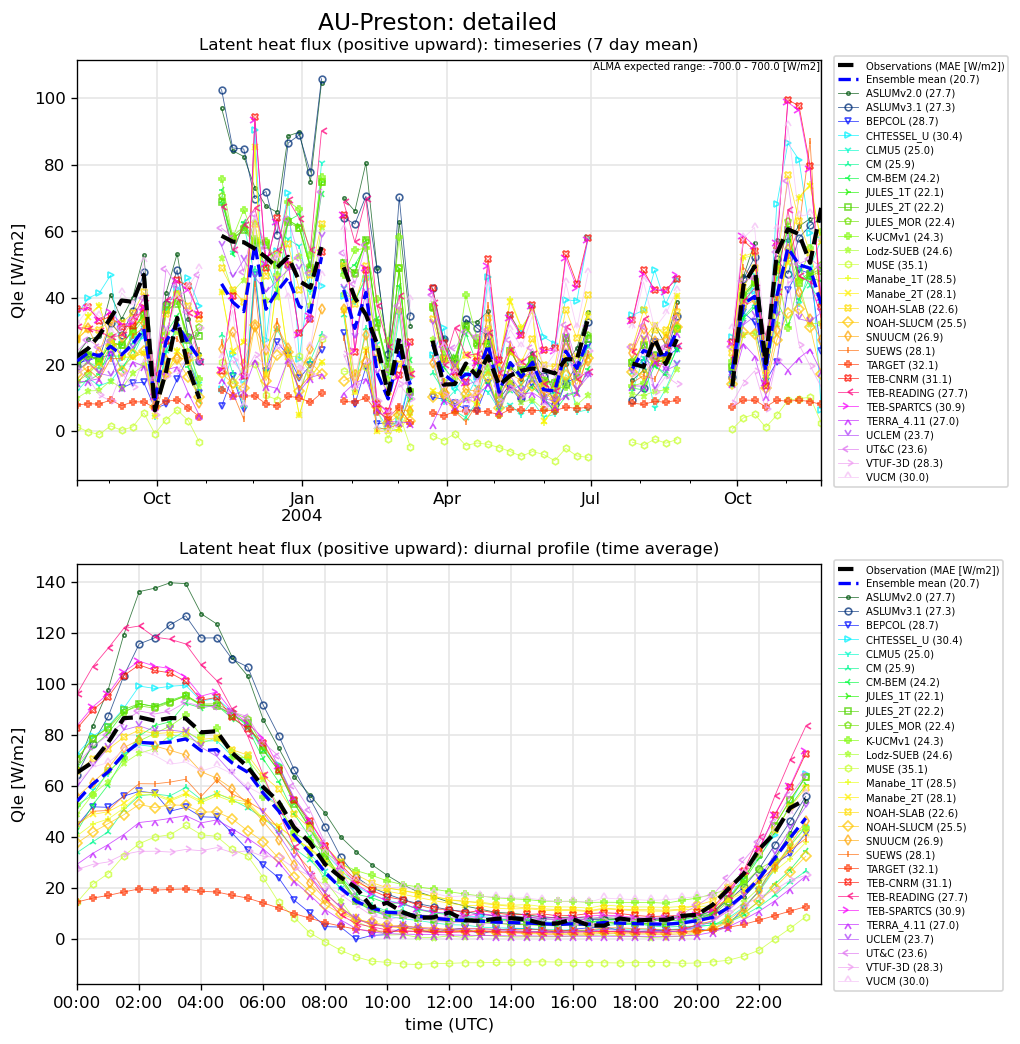 AU-Preston: detailed
Latent heat flux (positive upward): timeseries (7 day mean)
ALMA expected range: -700.0 - 700.0 [W/m2]
Qle [W/m2]
100
80
60
40
20
0
Oct
Jan
2004
Apr
Jul
Oct
Observations (MAE [W/m2])
Ensemble mean (20.7)
ASLUMv2.0 (27.7)
ASLUMv3.1 (27.3)
BEPCOL (28.7)
CHTESSEL_U (30.4)
CLMU5 (25.0)
CM (25.9)
CM-BEM (24.2)
JULES_1T (22.1)
JULES_2T (22.2)
JULES_MOR (22.4)
K-UCMv1 (24.3)
Lodz-SUEB (24.6)
MUSE (35.1)
Manabe_1T (28.5)
Manabe_2T (28.1)
NOAH-SLAB (22.6)
NOAH-SLUCM (25.5)
SNUUCM (26.9)
SUEWS (28.1)
TARGET (32.1)
TEB-CNRM (31.1)
TEB-READING (27.7)
TEB-SPARTCS (30.9)
TERRA_4.11 (27.0)
UCLEM (23.7)
UT&C (23.6)
VTUF-3D (28.3)
VUCM (30.0)
Latent heat flux (positive upward): diurnal profile (time average)
Qle [W/m2]
140
120
100
80
60
40
20
0
00:00
02:00
04:00
06:00
08:00
10:00
12:00
14:00
16:00
18:00
20:00
22:00
time (UTC)
Observation (MAE [W/m2])
Ensemble mean (20.7)
ASLUMv2.0 (27.7)
ASLUMv3.1 (27.3)
BEPCOL (28.7)
CHTESSEL_U (30.4)
CLMU5 (25.0)
CM (25.9)
CM-BEM (24.2)
JULES_1T (22.1)
JULES_2T (22.2)
JULES_MOR (22.4)
K-UCMv1 (24.3)
Lodz-SUEB (24.6)
MUSE (35.1)
Manabe_1T (28.5)
Manabe_2T (28.1)
NOAH-SLAB (22.6)
NOAH-SLUCM (25.5)
SNUUCM (26.9)
SUEWS (28.1)
TARGET (32.1)
TEB-CNRM (31.1)
TEB-READING (27.7)
TEB-SPARTCS (30.9)
TERRA_4.11 (27.0)
UCLEM (23.7)
UT&C (23.6)
VTUF-3D (28.3)
VUCM (30.0)